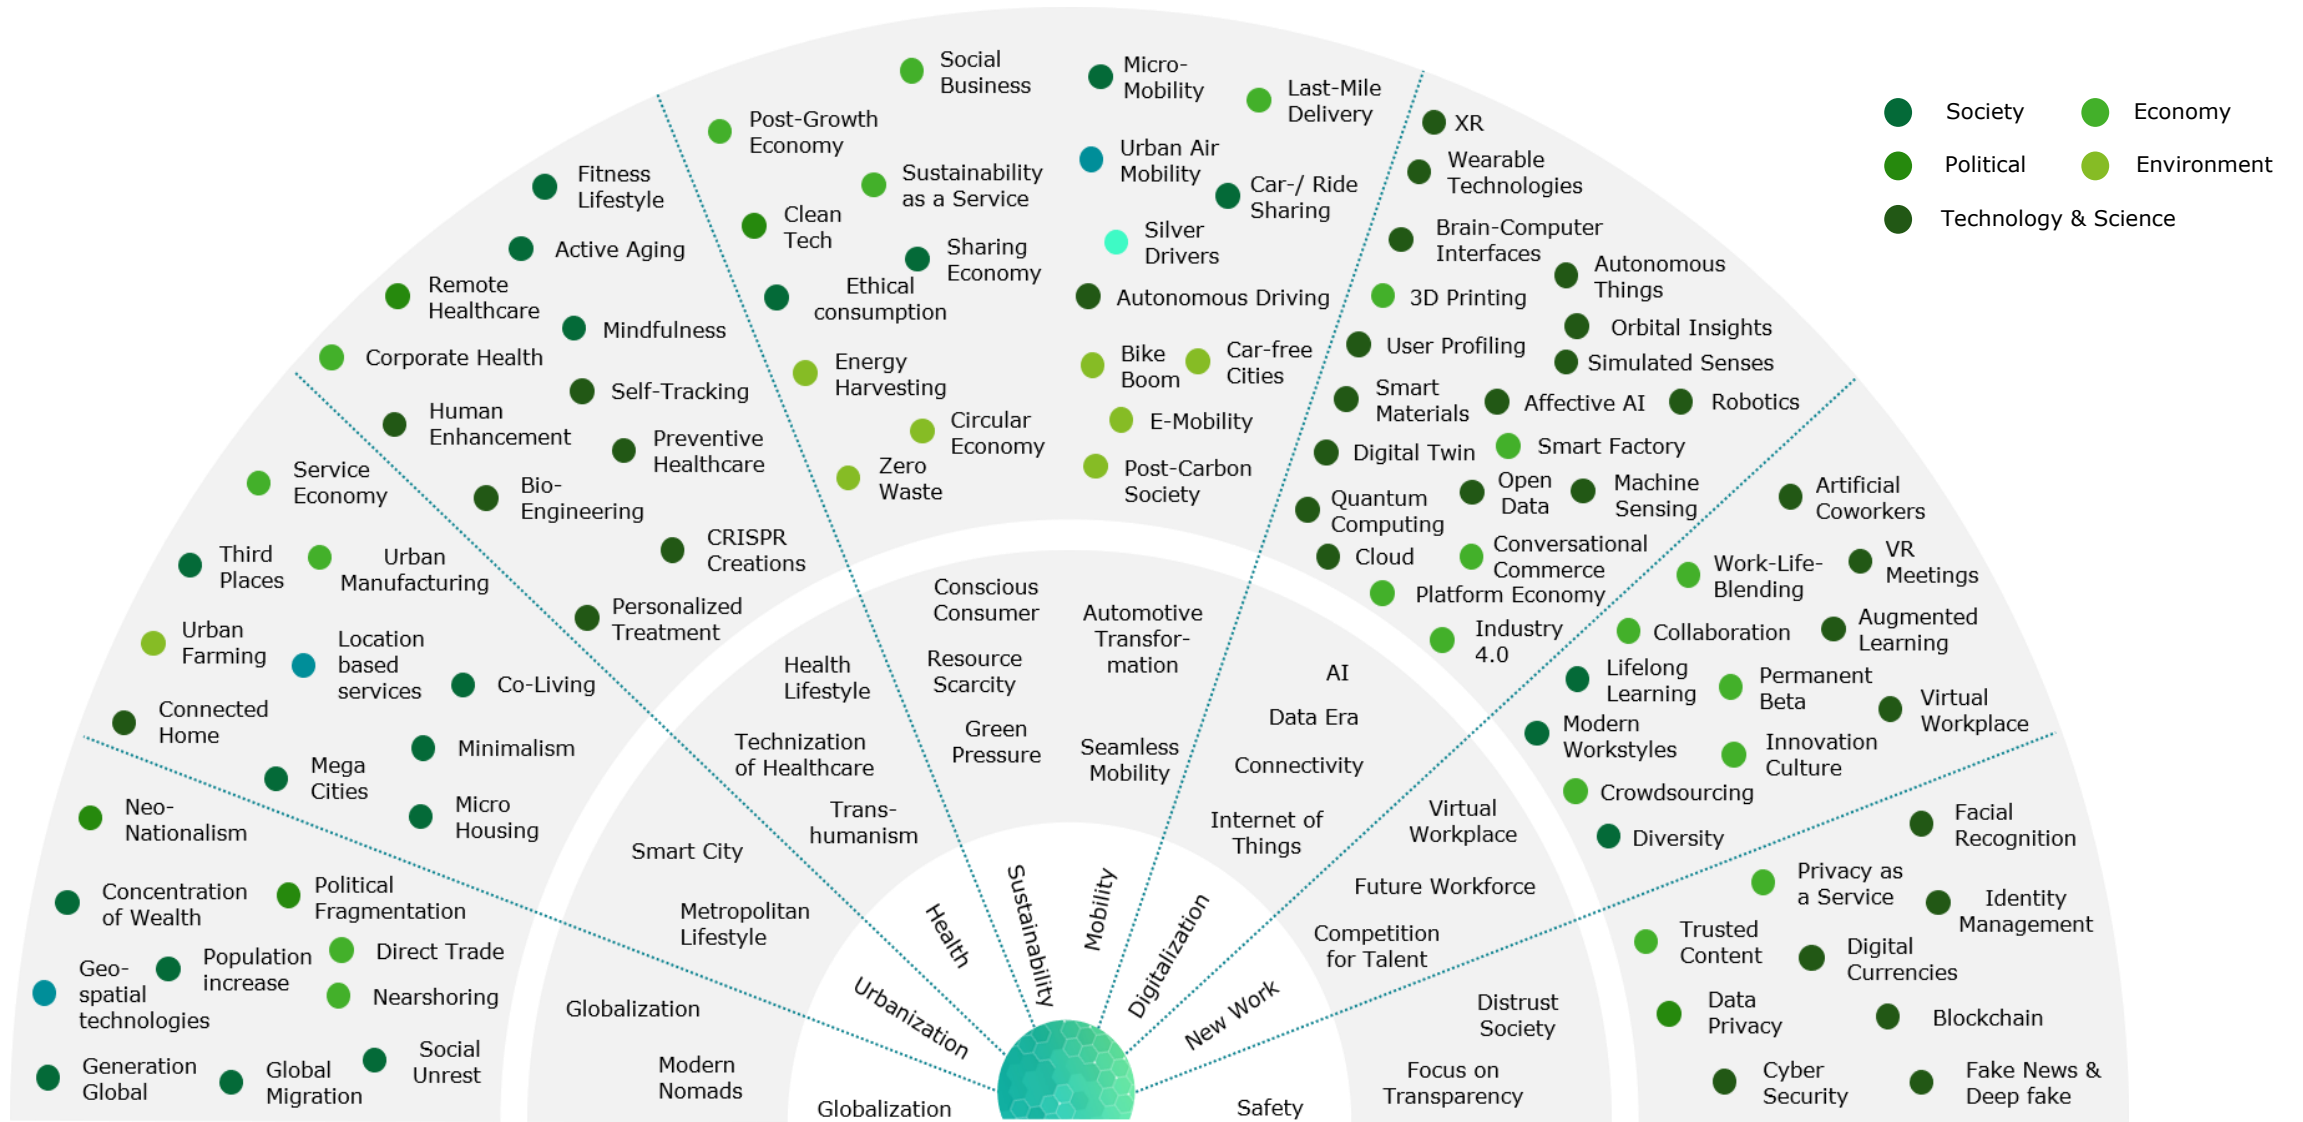 Society
Economy
Political
Environment
Technology & Science
Neo-
Nationalism
Concentration
of Wealth
Political
Fragmentation
Population
increase
Direct Trade
Geo-
spatial
technologies
Nearshoring
Generation
Global
Global
Migration
Social
Unrest
Globalization
Modern
Nomads
Globalization
Service
Economy
Third
Places
Urban
Manufacturing
Urban
Farming
Location
based
services
Co-Living
Connected
Home
Minimalism
Mega
Cities
Micro
Housing
Smart City
Metropolitan
Lifestyle
Urbanization
Fitness
Lifestyle
Active Aging
Remote
Healthcare
Mindfulness
Corporate Health
Self-Tracking
Human
Enhancement
Preventive
Healthcare
Bio-
Engineering
CRISPR
Creations
Personalized
Treatment
Health
Lifestyle
Technization
of Healthcare
Trans-
humanism
Health
Social
Business
Post-Growth
Economy
Sustainability
as a Service
Clean
Tech
Sharing
Economy
Ethical
consumption
Energy
Harvesting
Circular
Economy
Zero
Waste
Conscious
Consumer
Resource
Scarcity
Green
Pressure
Sustainability
Micro-
Mobility
Last-Mile
Delivery
Urban Air
Mobility
Car-/ Ride
Sharing
Silver
Drivers
Autonomous Driving
Bike
Boom
Car-free
Cities
E-Mobility
Post-Carbon
Society
Automotive
Transfor-
mation
Seamless
Mobility
Mobility
XR
Wearable
Technologies
Brain-Computer
Interfaces
Autonomous
Things
3D Printing
Orbital Insights
User Profiling
Simulated Senses
Smart
Materials
Affective AI
Robotics
Digital Twin
Smart Factory
Quantum
Computing
Open
Data
Machine
Sensing
Cloud
Conversational
Commerce
Platform Economy
Industry
4.0
AI
Data Era
Connectivity
Internet of
Things
Digitalization
Artificial
Coworkers
Work-Life-
Blending
VR
Meetings
Collaboration
Augmented
Learning
Lifelong
Learning
Permanent
Beta
Virtual
Workplace
Modern
Workstyles
Innovation
Culture
Crowdsourcing
Diversity
Virtual
Workplace
Future Workforce
Competition
for Talent
New Work
Facial
Recognition
Privacy as
a Service
Identity
Management
Trusted
Content
Digital
Currencies
Data
Privacy
Blockchain
Cyber
Security
Fake News &
Deep fake
Distrust
Society
Focus on
Transparency
Safety